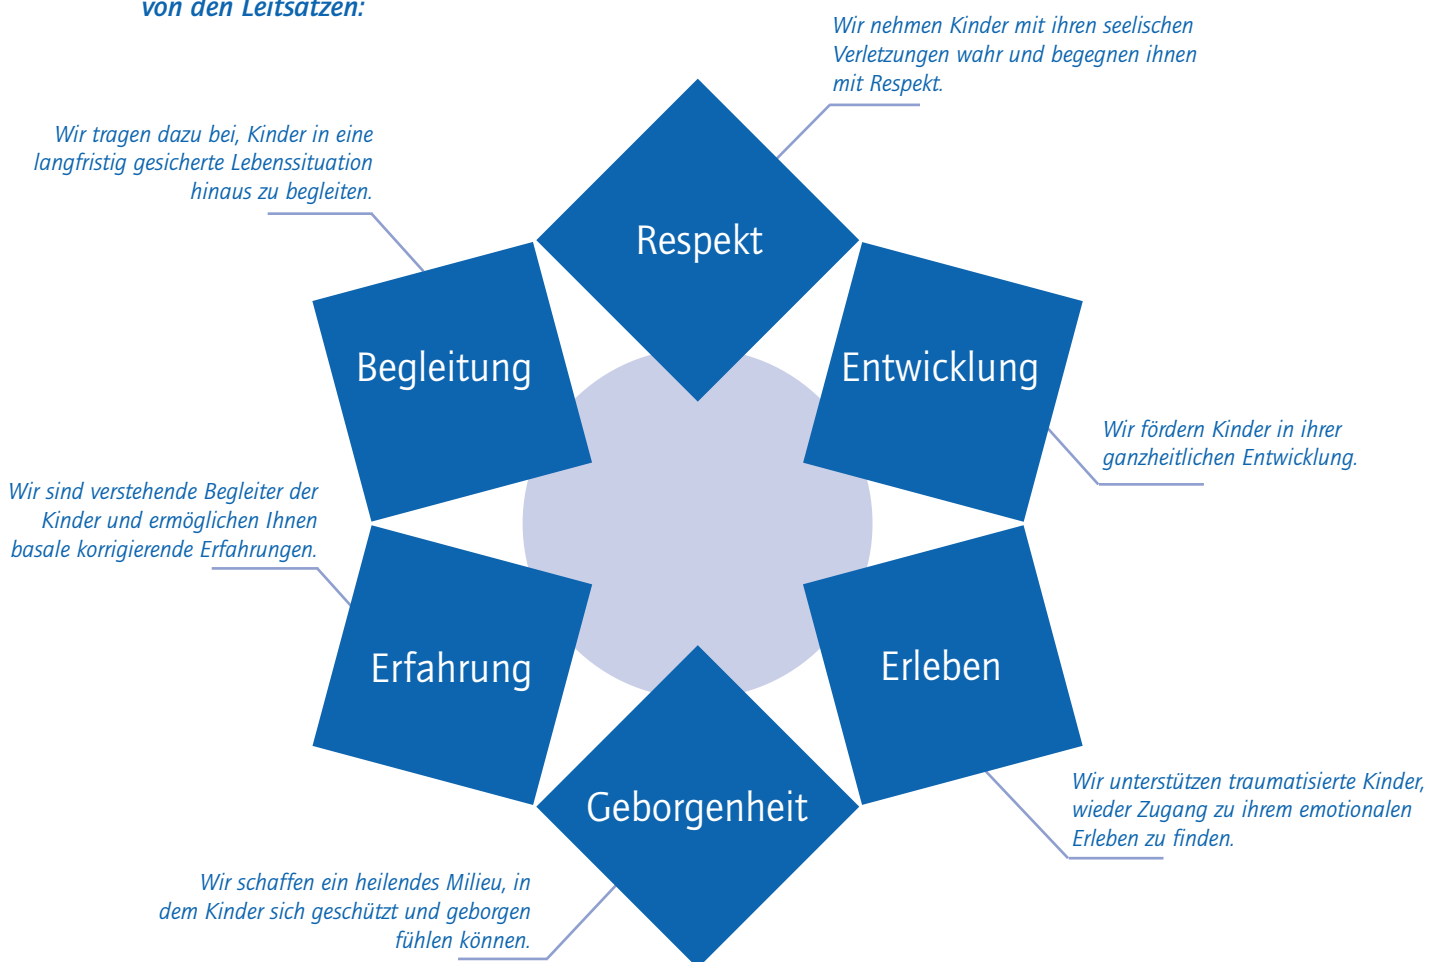 von den Leitsätzen:
Wir nehmen Kinder mit ihren seelischen
Verletzungen wahr und begegnen ihnen
mit Respekt.
Wir tragen dazu bei, Kinder in eine
langfristig gesicherte Lebenssituation
hinaus zu begleiten.
Respekt
Begleitung
Entwicklung
Wir fördern Kinder in ihrer
ganzheitlichen Entwicklung.
Wir sind verstehende Begleiter der
Kinder und ermöglichen Ihnen
basale korrigierende Erfahrungen.
Erfahrung
Erleben
Wir unterstützen traumatisierte Kinder,
wieder Zugang zu ihrem emotionalen
Erleben zu finden.
Geborgenheit
Wir schaffen ein heilendes Milieu, in
dem Kinder sich geschützt und geborgen
fühlen können.